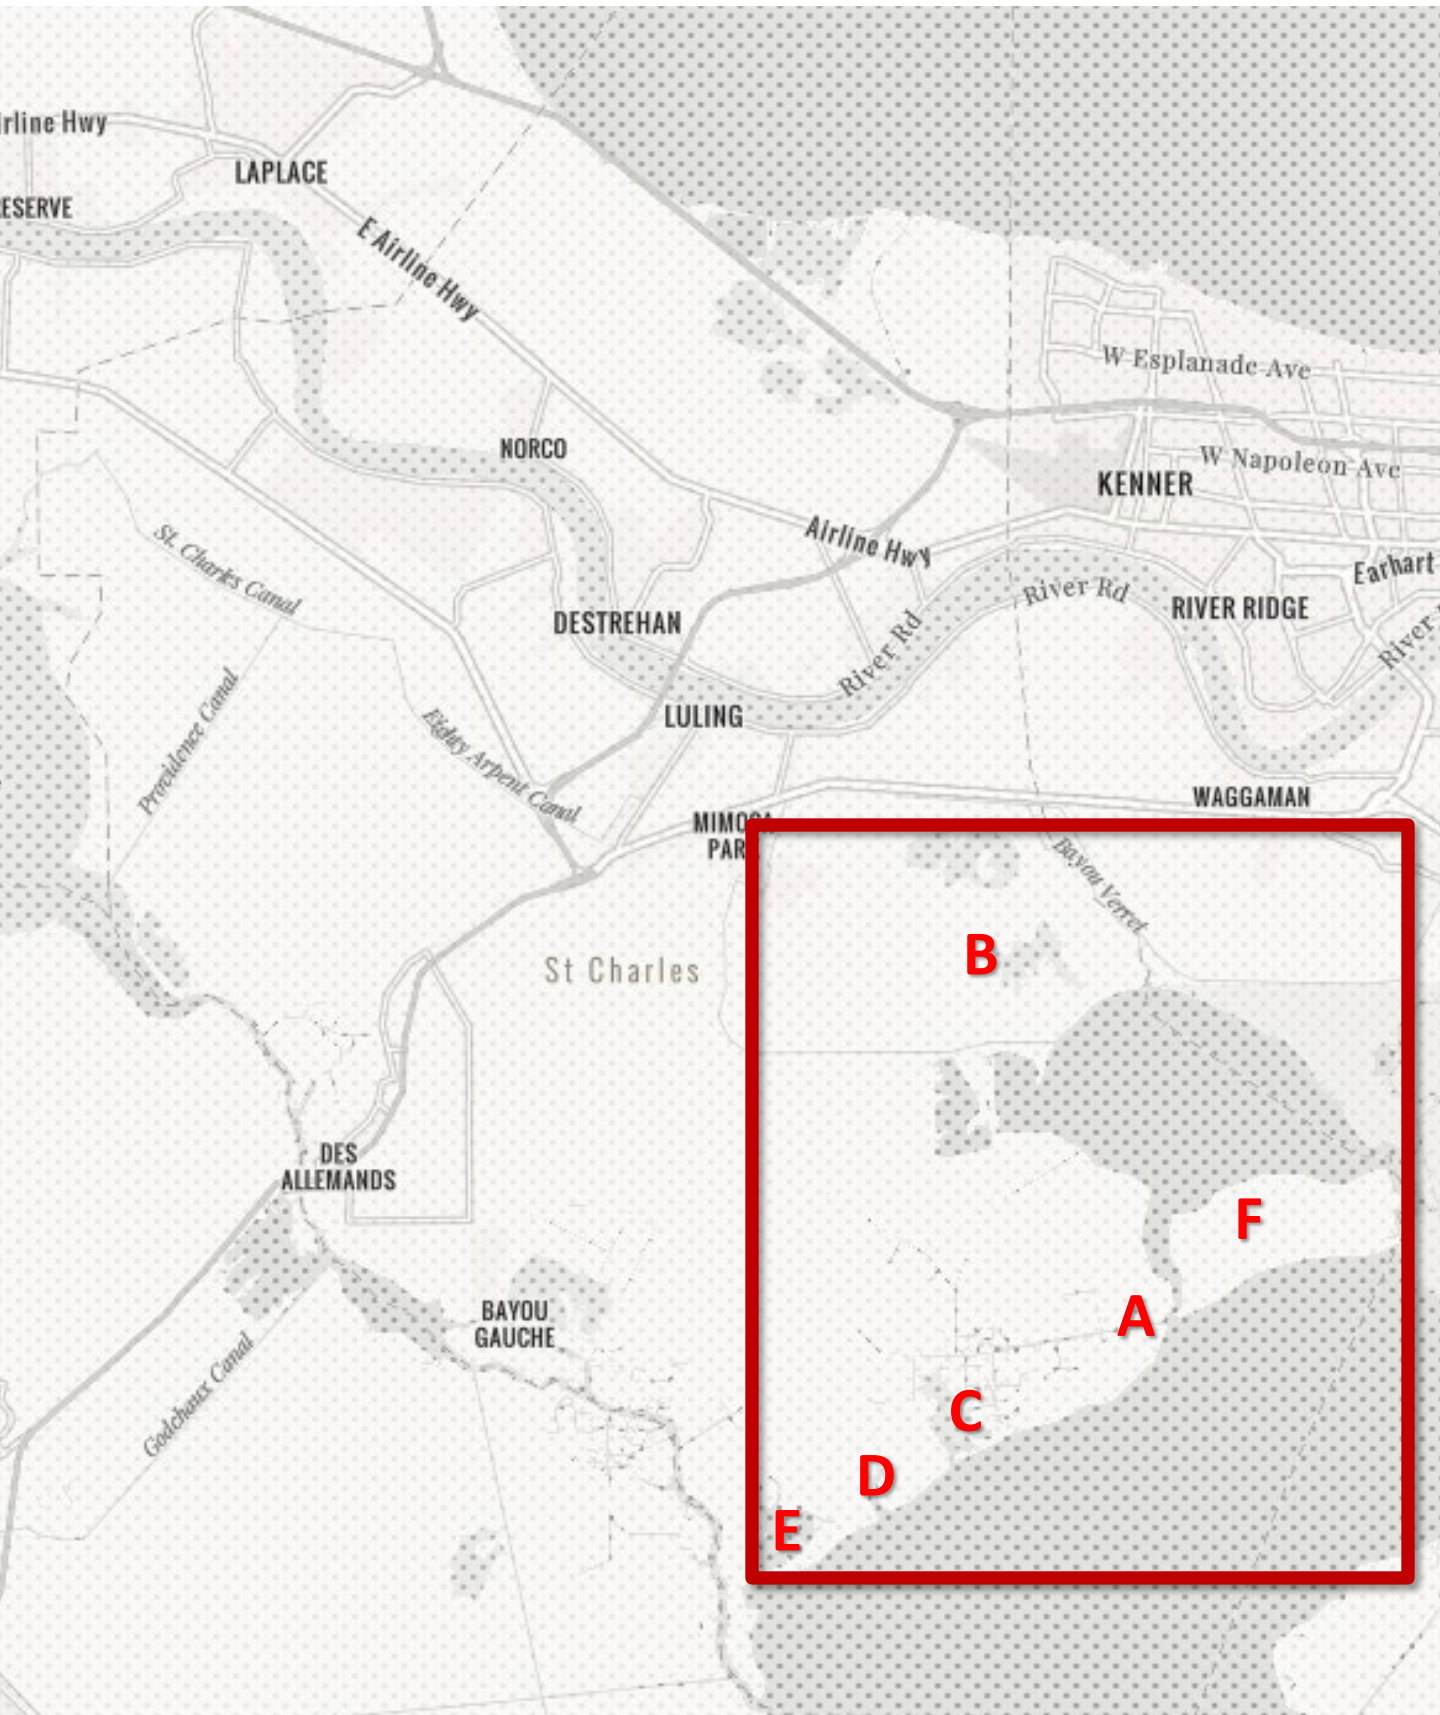 irline Hwy
LAPLACE
ESERVE
E Airline Hwy
W Esplanade Ave
NORCO
W Napoleon Ave
KENNER
Airline Hwy
St. Charles Canal
Earhart
River Rd
RIVER RIDGE
DESTREHAN
River Rd
River
Providence Canal
LULING
Eighty Arpent Canal
WAGGAMAN
MIMOSA
PAR
Bayou Verret
B
St Charles
DES
ALLEMANDS
F
BAYOU
GAUCHE
A
Godchaux Canal
C
D
E